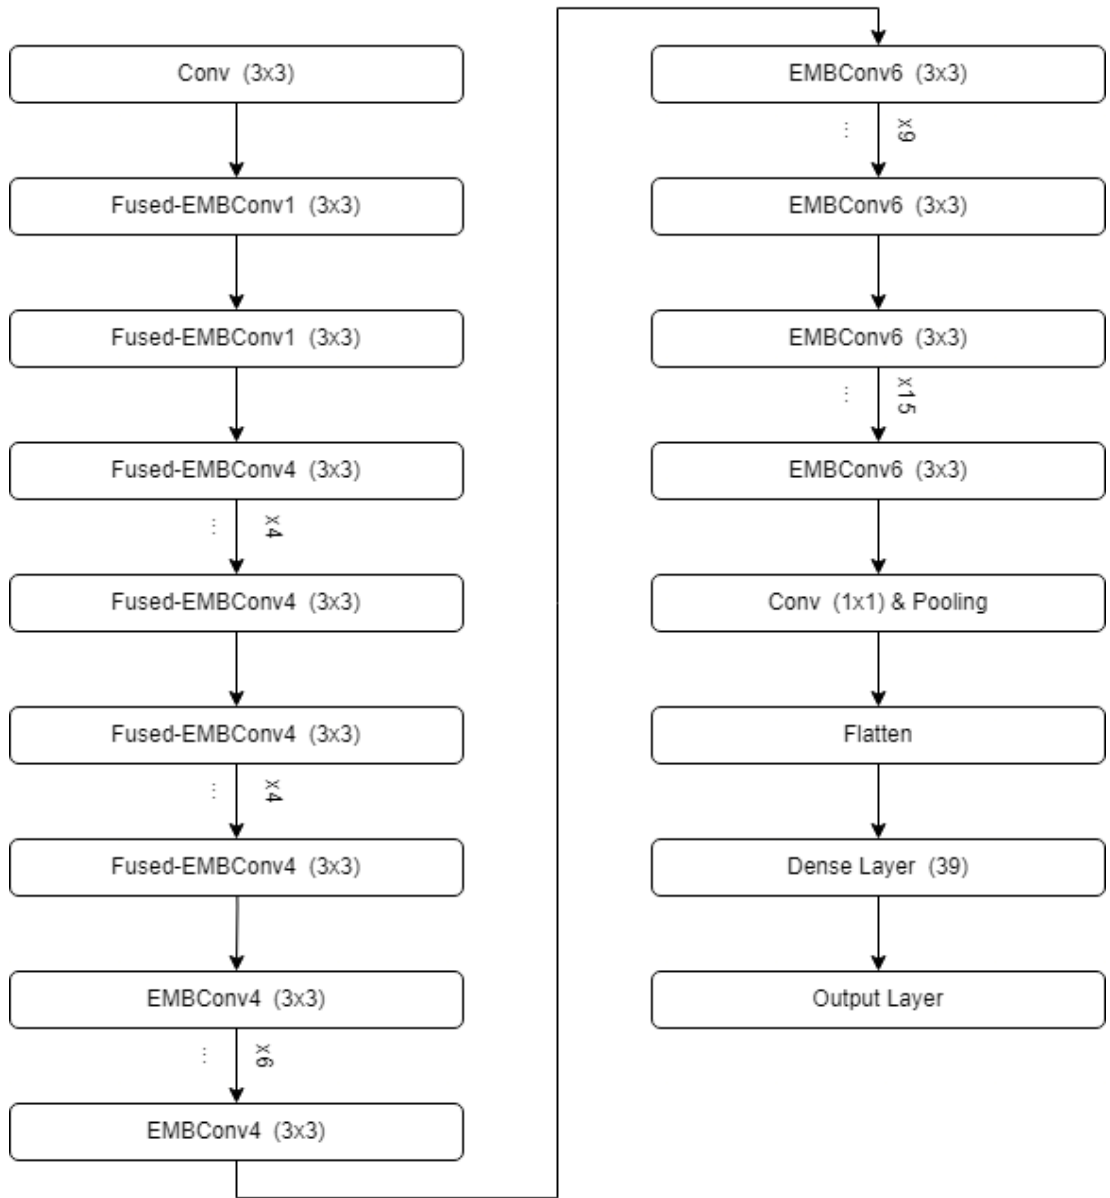 Conv (3x3)
Fused-EMBConv1 (3x3)
Fused-EMBConv1 (3x3)
Fused-EMBConv4 (3x3)
... x4
Fused-EMBConv4 (3x3)
Fused-EMBConv4 (3x3)
... x4
Fused-EMBConv4 (3x3)
EMBConv4 (3x3)
... x6
EMBConv4 (3x3)
EMBConv6 (3x3)
... x9
EMBConv6 (3x3)
EMBConv6 (3x3)
... x15
EMBConv6 (3x3)
Conv (1x1) & Pooling
Flatten
Dense Layer (39)
Output Layer